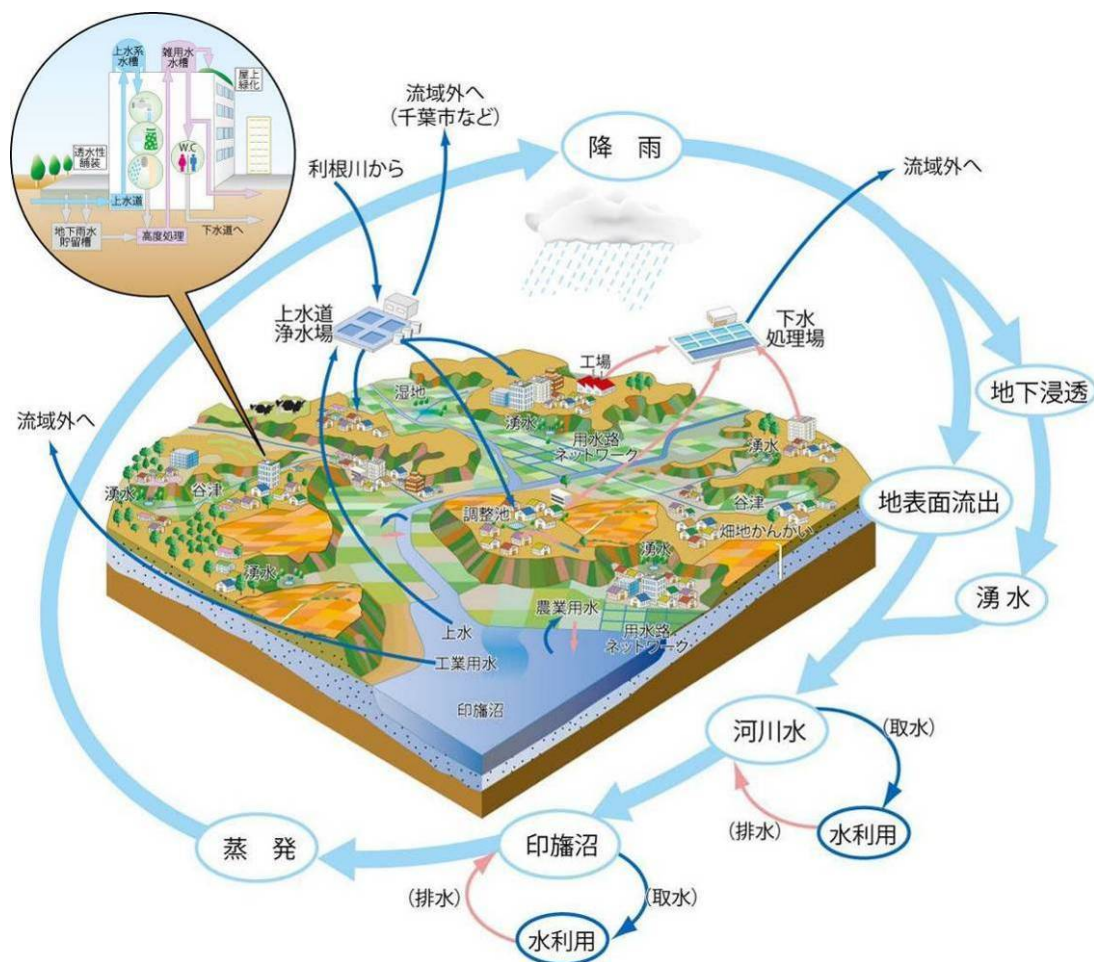 上水系
水槽
雑用水
水槽
屋上
緑化
透水性
舗装
W.C
上水道
地下雨水
貯留槽
高度処理
下水道へ
流域外へ
(千葉市など)
利根川から
降 雨
流域外へ
上水道
浄水場
下水
処理場
工場
地下浸透
湿地
流域外へ
湧水
用水路
ネットワーク
湧水
湧水
谷津
調整池
谷津
地表面流出
畑地かんがい
湧水
湧水
農業用水
湧 水
上水
用水路
ネットワーク
工業用水
印旛沼
河川水
(取水)
(排水)
水利用
蒸 発
印旛沼
(排水)
(取水)
水利用